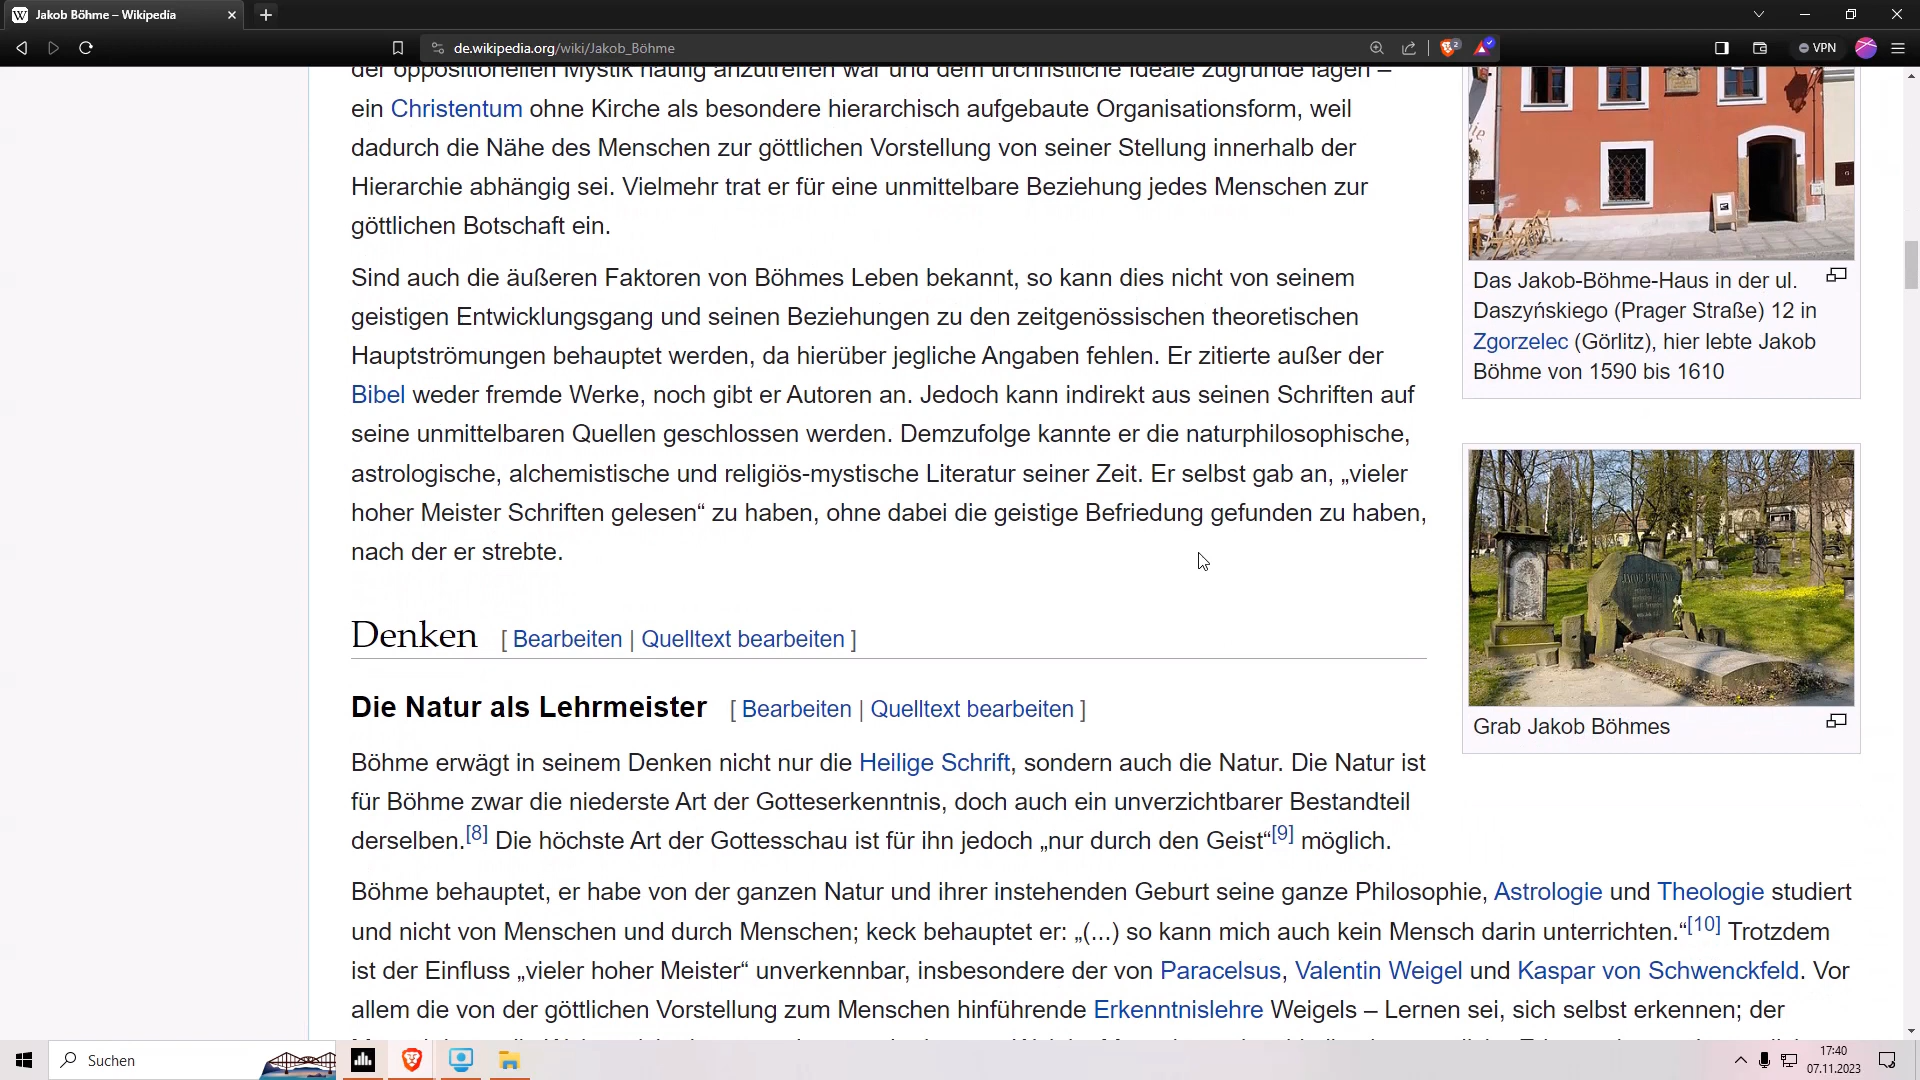 Jakob Böhme – Wikipedia
de.wikipedia.org/wiki/Jakob_Böhme
2
VPN
der oppositionellen Mystik häufig anzutreffen war und dem urchristliche Ideale zugrunde lagen –
ein Christentum ohne Kirche als besondere hierarchisch aufgebaute Organisationsform, weil
dadurch die Nähe des Menschen zur göttlichen Vorstellung von seiner Stellung innerhalb der
Hierarchie abhängig sei. Vielmehr trat er für eine unmittelbare Beziehung jedes Menschen zur
göttlichen Botschaft ein.
Sind auch die äußeren Faktoren von Böhmes Leben bekannt, so kann dies nicht von seinem
geistigen Entwicklungsgang und seinen Beziehungen zu den zeitgenössischen theoretischen
Hauptströmungen behauptet werden, da hierüber jegliche Angaben fehlen. Er zitierte außer der
Bibel weder fremde Werke, noch gibt er Autoren an. Jedoch kann indirekt aus seinen Schriften auf
seine unmittelbaren Quellen geschlossen werden. Demzufolge kannte er die naturphilosophische,
astrologische, alchemistische und religiös-mystische Literatur seiner Zeit. Er selbst gab an, „vieler
hoher Meister Schriften gelesen“ zu haben, ohne dabei die geistige Befriedung gefunden zu haben,
nach der er strebte.
Das Jakob-Böhme-Haus in der ul.
Daszyńskiego (Prager Straße) 12 in
Zgorzelec (Görlitz), hier lebte Jakob
Böhme von 1590 bis 1610
Grab Jakob Böhmes
Denken [ Bearbeiten | Quelltext bearbeiten ]
Die Natur als Lehrmeister [ Bearbeiten | Quelltext bearbeiten ]
Böhme erwägt in seinem Denken nicht nur die Heilige Schrift, sondern auch die Natur. Die Natur ist
für Böhme zwar die niederste Art der Gotteserkenntnis, doch auch ein unverzichtbarer Bestandteil
derselben.[8] Die höchste Art der Gottesschau ist für ihn jedoch „nur durch den Geist“[9] möglich.
Böhme behauptet, er habe von der ganzen Natur und ihrer instehenden Geburt seine ganze Philosophie, Astrologie und Theologie studiert
und nicht von Menschen und durch Menschen; keck behauptet er: „(...) so kann mich auch kein Mensch darin unterrichten.“[10] Trotzdem
ist der Einfluss „vieler hoher Meister“ unverkennbar, insbesondere der von Paracelsus, Valentin Weigel und Kaspar von Schwenckfeld. Vor
allem die von der göttlichen Vorstellung zum Menschen hinführende Erkenntnislehre Weigels – Lernen sei, sich selbst erkennen; der
Suchen
17:40
07.11.2023